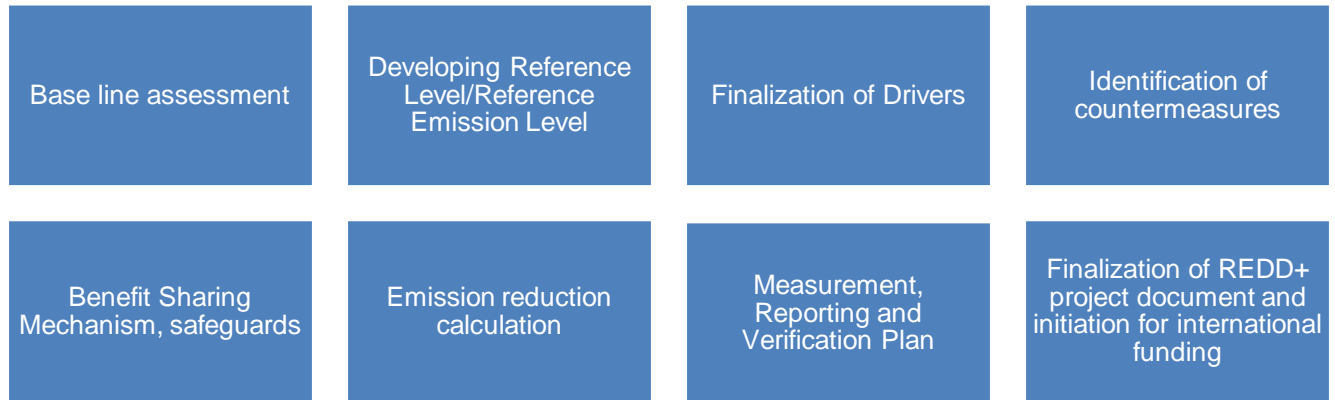 Base line assessment
Developing Reference
Level/Reference
Emission Level
Finalization of Drivers
Identification of
countermeasures
Benefit Sharing
Mechanism, safeguards
Emission reduction
calculation
Measurement,
Reporting and
Verification Plan
Finalization of REDD+
project document and
initiation for international
funding